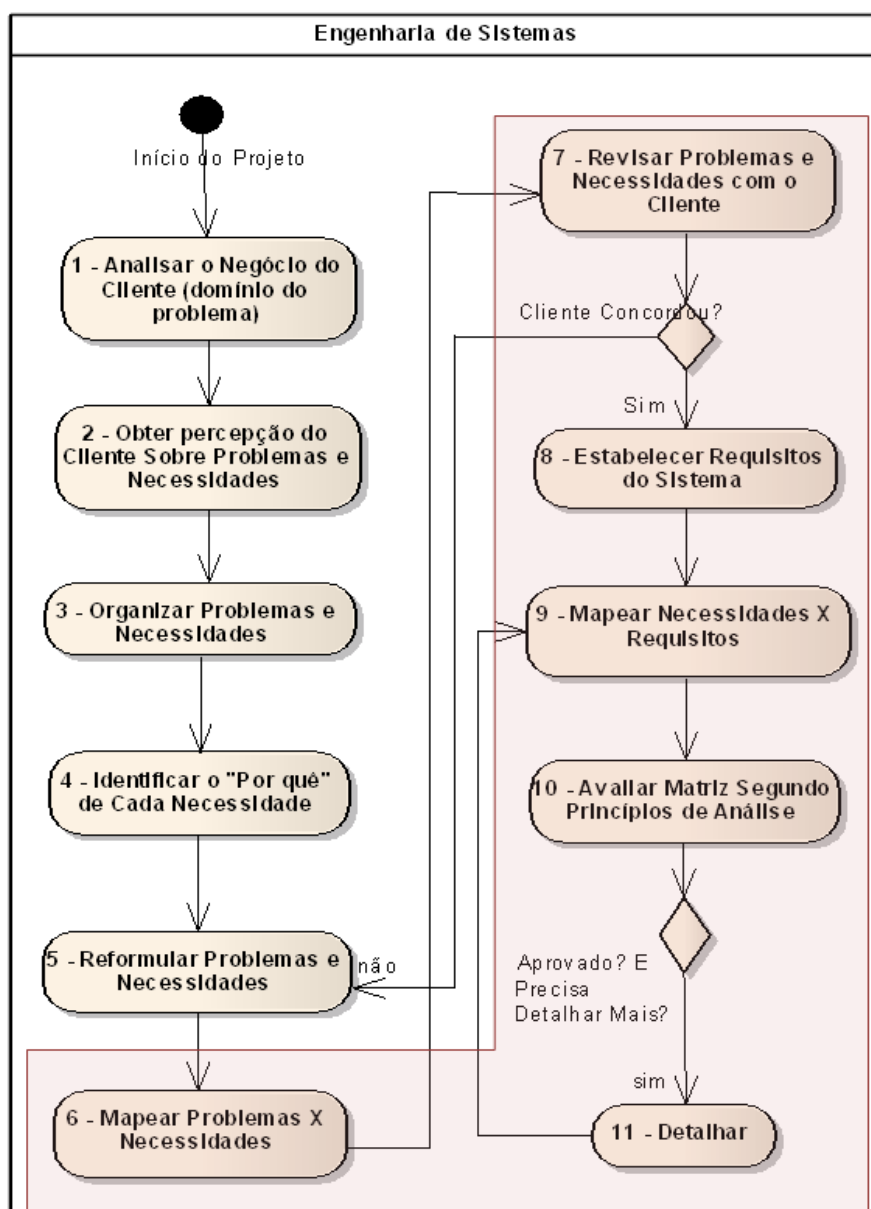 Engenharia de Sistemas
Início do Projeto
1 - Analisar o Negócio do
Cliente (domínio do
problema)
2 - Obter percepção do
Cliente Sobre Problemas e
Necessidades
3 - Organizar Problemas e
Necessidades
4 - Identificar o "Por quê"
de Cada Necessidade
5 - Reformular Problemas e
Necessidades
não
6 - Mapear Problemas X
Necessidades
7 - Revisar Problemas e
Necessidades com o
Cliente
Cliente Concordou?
Sim
8 - Estabelecer Requisitos
do Sistema
9 - Mapear Necessidades X
Requisitos
10 - Avaliar Matriz Segundo
Princípios de Análise
Aprovado? E
Precisa
Detalhar Mais?
sim
11 - Detalhar